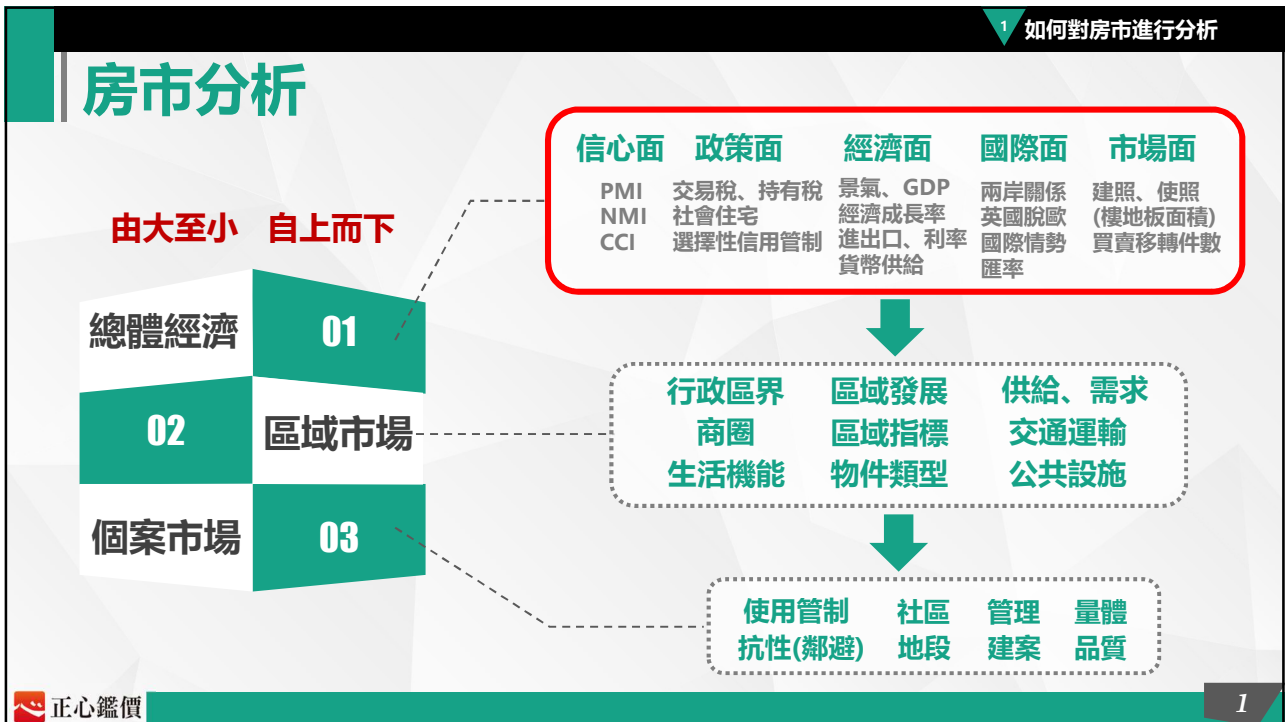 1 如何對房市進行分析
房市分析
由大至小 自上而下
總體經濟 01
02 區域市場
個案市場 03
信心面 政策面 經濟面 國際面 市場面
PMI 交易稅、持有稅 景氣、GDP 兩岸關係 建照、使照
NMI 社會住宅 經濟成長率 英國脫歐 (樓地板面積)
CCI 選擇性信用管制 進出口、利率 國際情勢 買賣移轉件數
貨幣供給 匯率
行政區界 區域發展 供給、需求
商圈 區域指標 交通運輸
生活機能 物件類型 公共設施
使用管制 社區 管理 量體
抗性(鄰避) 地段 建案 品質
正心鑑價
1